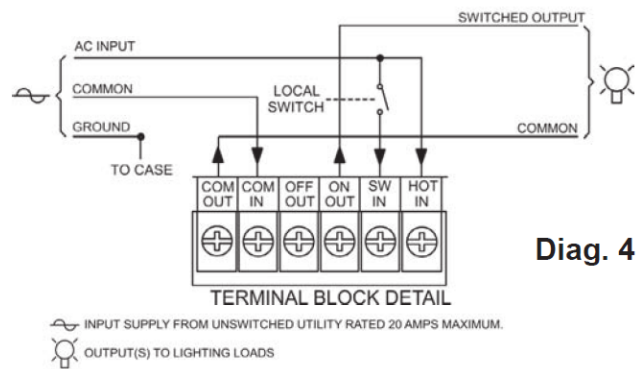 SWITCHED OUTPUT
AC INPUT
LOCAL
SWITCH
COMMON
GROUND
COMMON
TO CASE
COM OUT
COM IN
OFF OUT
ON OUT
SW IN
HOT IN
Diag. 4
TERMINAL BLOCK DETAIL
INPUT SUPPLY FROM UNSWITCHED UTILITY RATED 20 AMPS MAXIMUM.
OUTPUT(S) TO LIGHTING LOADS